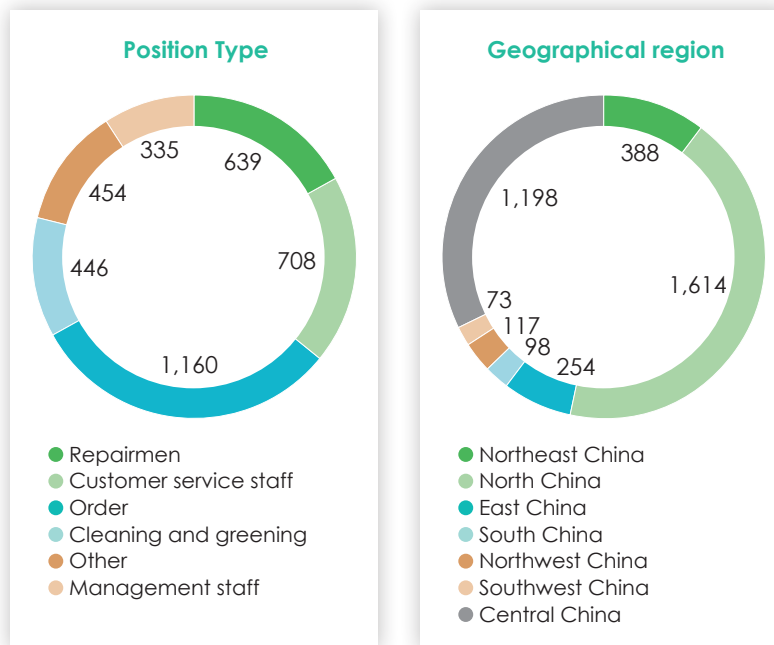 Position Type
335
639
454
446
708
1,160
Repairmen
Customer service staff
Order
Cleaning and greening
Other
Management staff
Geographical region
388
1,198
1,614
73
117
98
254
Northeast China
North China
East China
South China
Northwest China
Southwest China
Central China